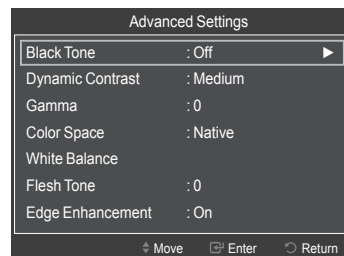 Advanced Settings
Black Tone : Off ►
Dynamic Contrast : Medium
Gamma : 0
Color Space : Native
White Balance
Flesh Tone : 0
Edge Enhancement : On
Move Enter Return